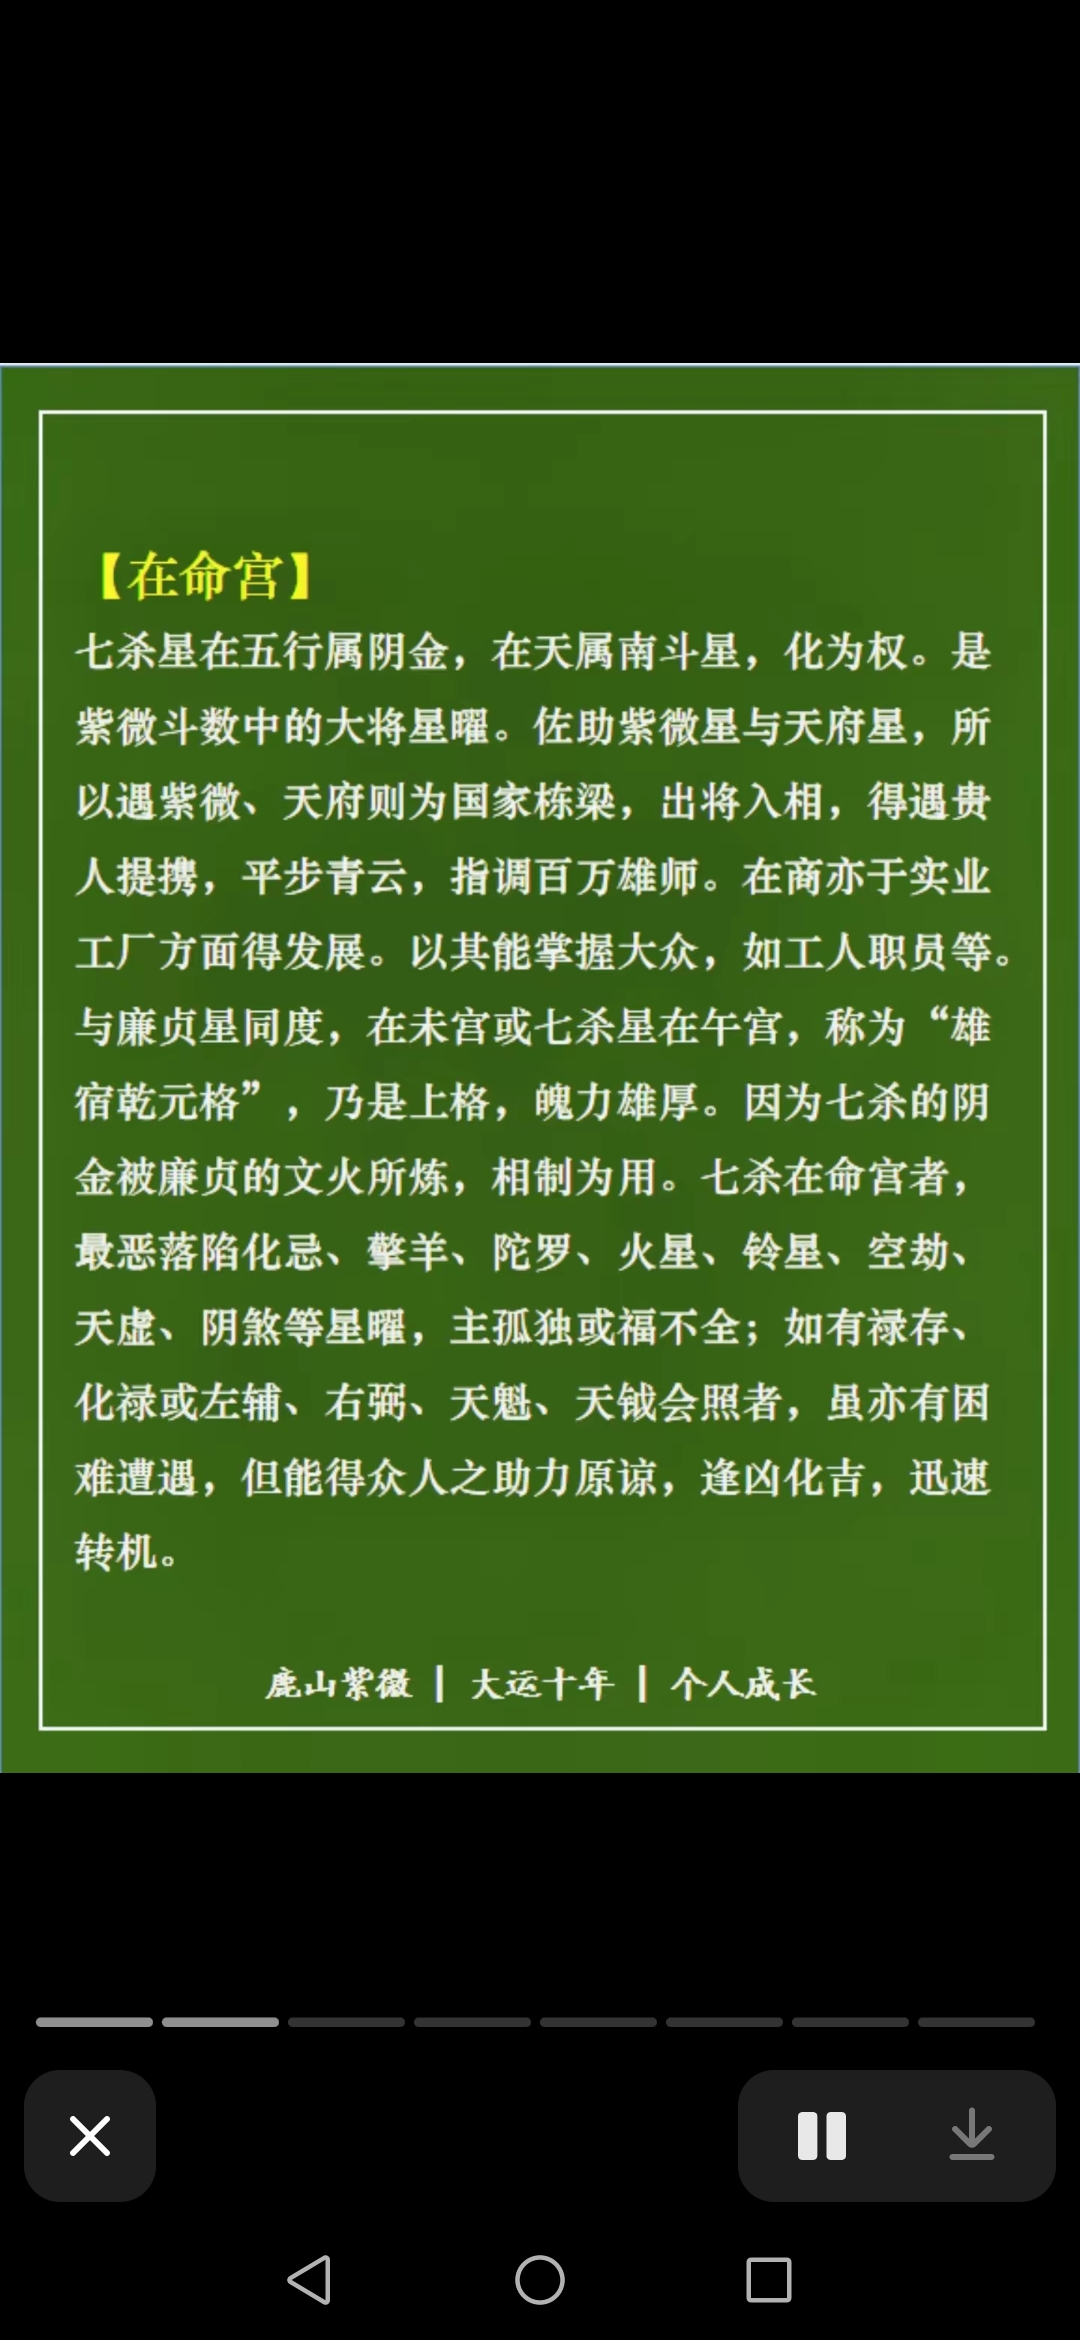 【在命宫】
七杀星在五行属阴金，在天属南斗星，化为权。是
紫微斗数中的大将星曜。佐助紫微星与天府星，所
以遇紫微、天府则为国家栋梁，出将入相，得遇贵
人提携，平步青云，指调百万雄师。在商亦于实业
工厂方面得发展。以其能掌握大众，如工人职员等。
与廉贞星同度，在未宫或七杀星在午宫，称为“雄
宿乾元格”，乃是上格，魄力雄厚。因为七杀的阴
金被廉贞的文火所炼，相制为用。七杀在命宫者，
最恶落陷化忌、擎羊、陀罗、火星、铃星、空劫、
天虚、阴煞等星曜，主孤独或福不全；如有禄存、
化禄或左辅、右弼、天魁、天钺会照者，虽亦有困
难遭遇，但能得众人之助力原谅，逢凶化吉，迅速
转机。
鹿山紫微 | 大运十年 | 个人成长